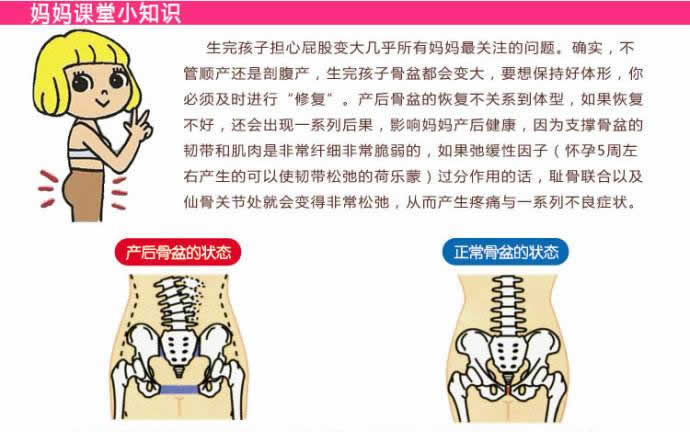 妈妈课堂小知识
生完孩子担心屁股变大几乎所有妈妈最关注的问题。确实，不
管顺产还是剖腹产，生完孩子骨盆都会变大，要想保持好体形，你
必须及时进行“修复”。产后骨盆的恢复不关系到体型，如果恢复
不好，还会出现一系列后果，影响妈妈产后健康，因为支撑骨盆的
韧带和肌肉是非常纤细非常脆弱的，如果弛缓性因子（怀孕5周左
右产生的可以使韧带松弛的荷乐蒙）过分作用的话，耻骨联合以及
仙骨关节处就会变得非常松弛，从而产生疼痛与一系列不良症状。
产后骨盆的状态
正常骨盆的状态